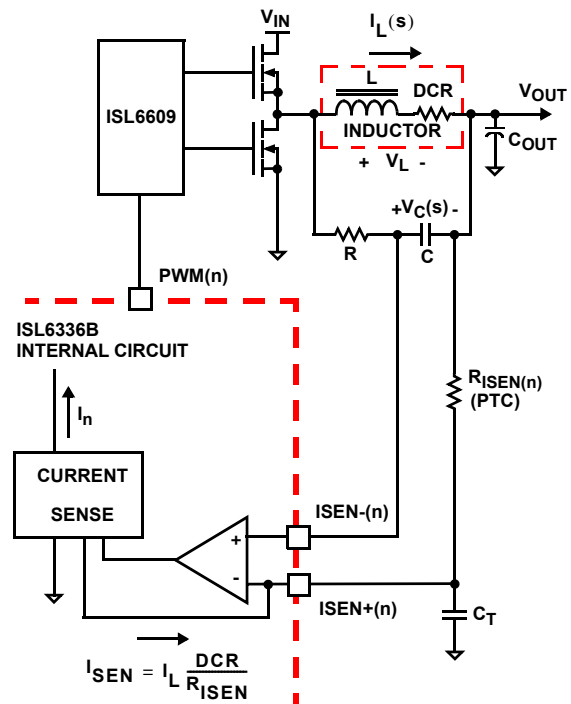 V_IN
I_L(s)
L
DCR
V_OUT
ISL6609
INDUCTOR
C_OUT
+ V_L -
+V_C(s)-
R
C
PWM(n)
ISL6336B
INTERNAL CIRCUIT
R_ISEN(n)
(PTC)
I_n
CURRENT
SENSE
ISEN-(n)
+
-
ISEN+(n)
C_T
I_SEN = I_L DCR/R_ISEN